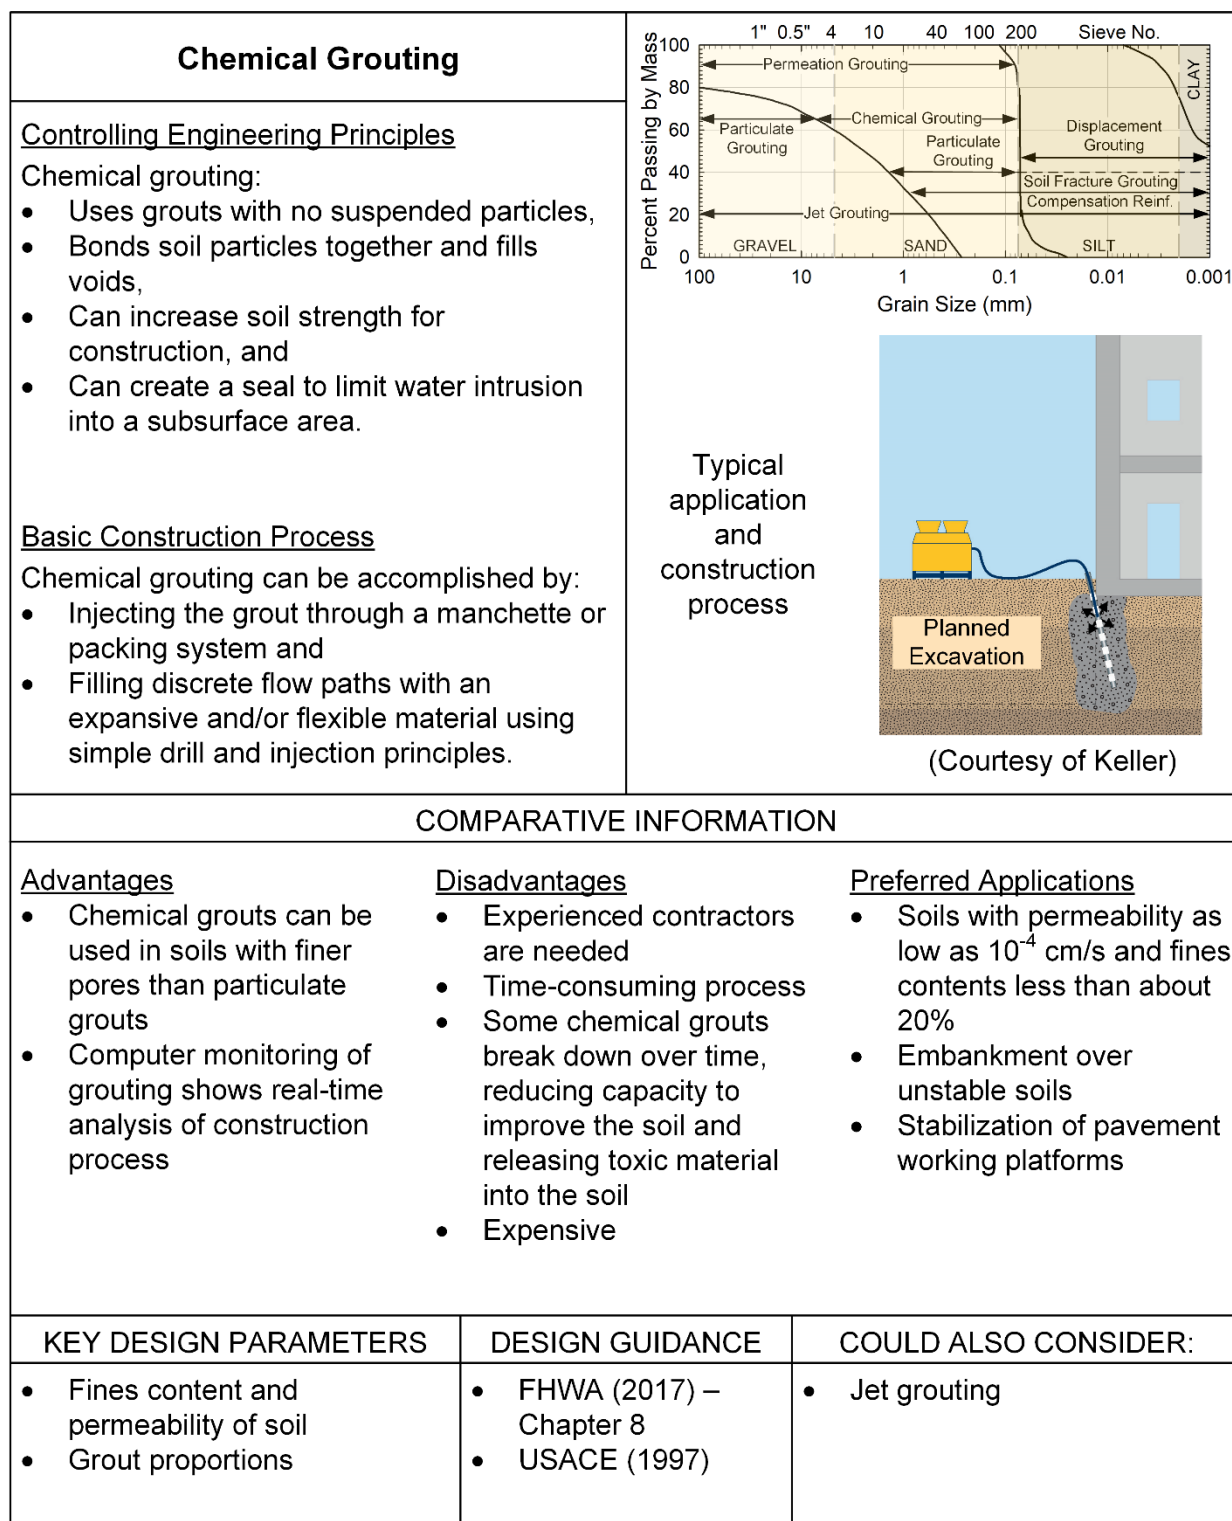 Chemical Grouting
Controlling Engineering Principles
Chemical grouting:
• Uses grouts with no suspended particles,
• Bonds soil particles together and fills
voids,
• Can increase soil strength for
construction, and
• Can create a seal to limit water intrusion
into a subsurface area.
Basic Construction Process
Chemical grouting can be accomplished by:
• Injecting the grout through a manchette or
packing system and
• Filling discrete flow paths with an
expansive and/or flexible material using
simple drill and injection principles.
1" 0.5" 4 10 40 100 200 Sieve No.
Percent Passing by Mass
100
80
60
40
20
0
Permeation Grouting
Chemical Grouting
Particulate
Grouting
Particulate
Grouting
Displacement
Grouting
Soil Fracture Grouting
Compensation Reinf.
Jet Grouting
GRAVEL SAND SILT
CLAY
100 10 1 0.1 0.01 0.001
Grain Size (mm)
Typical
application
and
construction
process
Planned
Excavation
(Courtesy of Keller)
COMPARATIVE INFORMATION
Advantages
• Chemical grouts can be
used in soils with finer
pores than particulate
grouts
• Computer monitoring of
grouting shows real-time
analysis of construction
process
Disadvantages
• Experienced contractors
are needed
• Time-consuming process
• Some chemical grouts
break down over time,
reducing capacity to
improve the soil and
releasing toxic material
into the soil
• Expensive
Preferred Applications
• Soils with permeability as
low as 10⁻⁴ cm/s and fines
contents less than about
20%
• Embankment over
unstable soils
• Stabilization of pavement
working platforms
KEY DESIGN PARAMETERS
• Fines content and
permeability of soil
• Grout proportions
DESIGN GUIDANCE
• FHWA (2017) –
Chapter 8
• USACE (1997)
COULD ALSO CONSIDER:
• Jet grouting